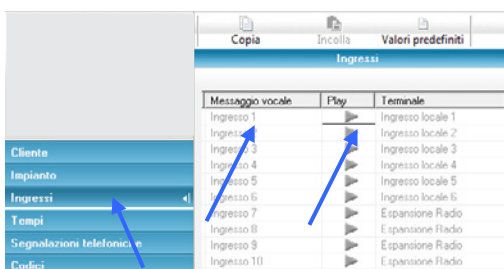 Copia Incolla Valori predefiniti
Ingressi
Messaggio vocale Play Terminale
Ingresso 1 Ingresso locale 1
Ingresso 2 Ingresso locale 2
Ingresso 3 Ingresso locale 3
Ingresso 4 Ingresso locale 4
Ingresso 5 Ingresso locale 5
Ingresso 6 Ingresso locale 6
Ingresso 7 Espansione Radio
Ingresso 8 Espansione Radio
Ingresso 9 Espansione Radio
Ingresso 10 Espansione Radio
Cliente
Impianto
Ingressi
Tempi
Segnalazioni telefoniche
Codici